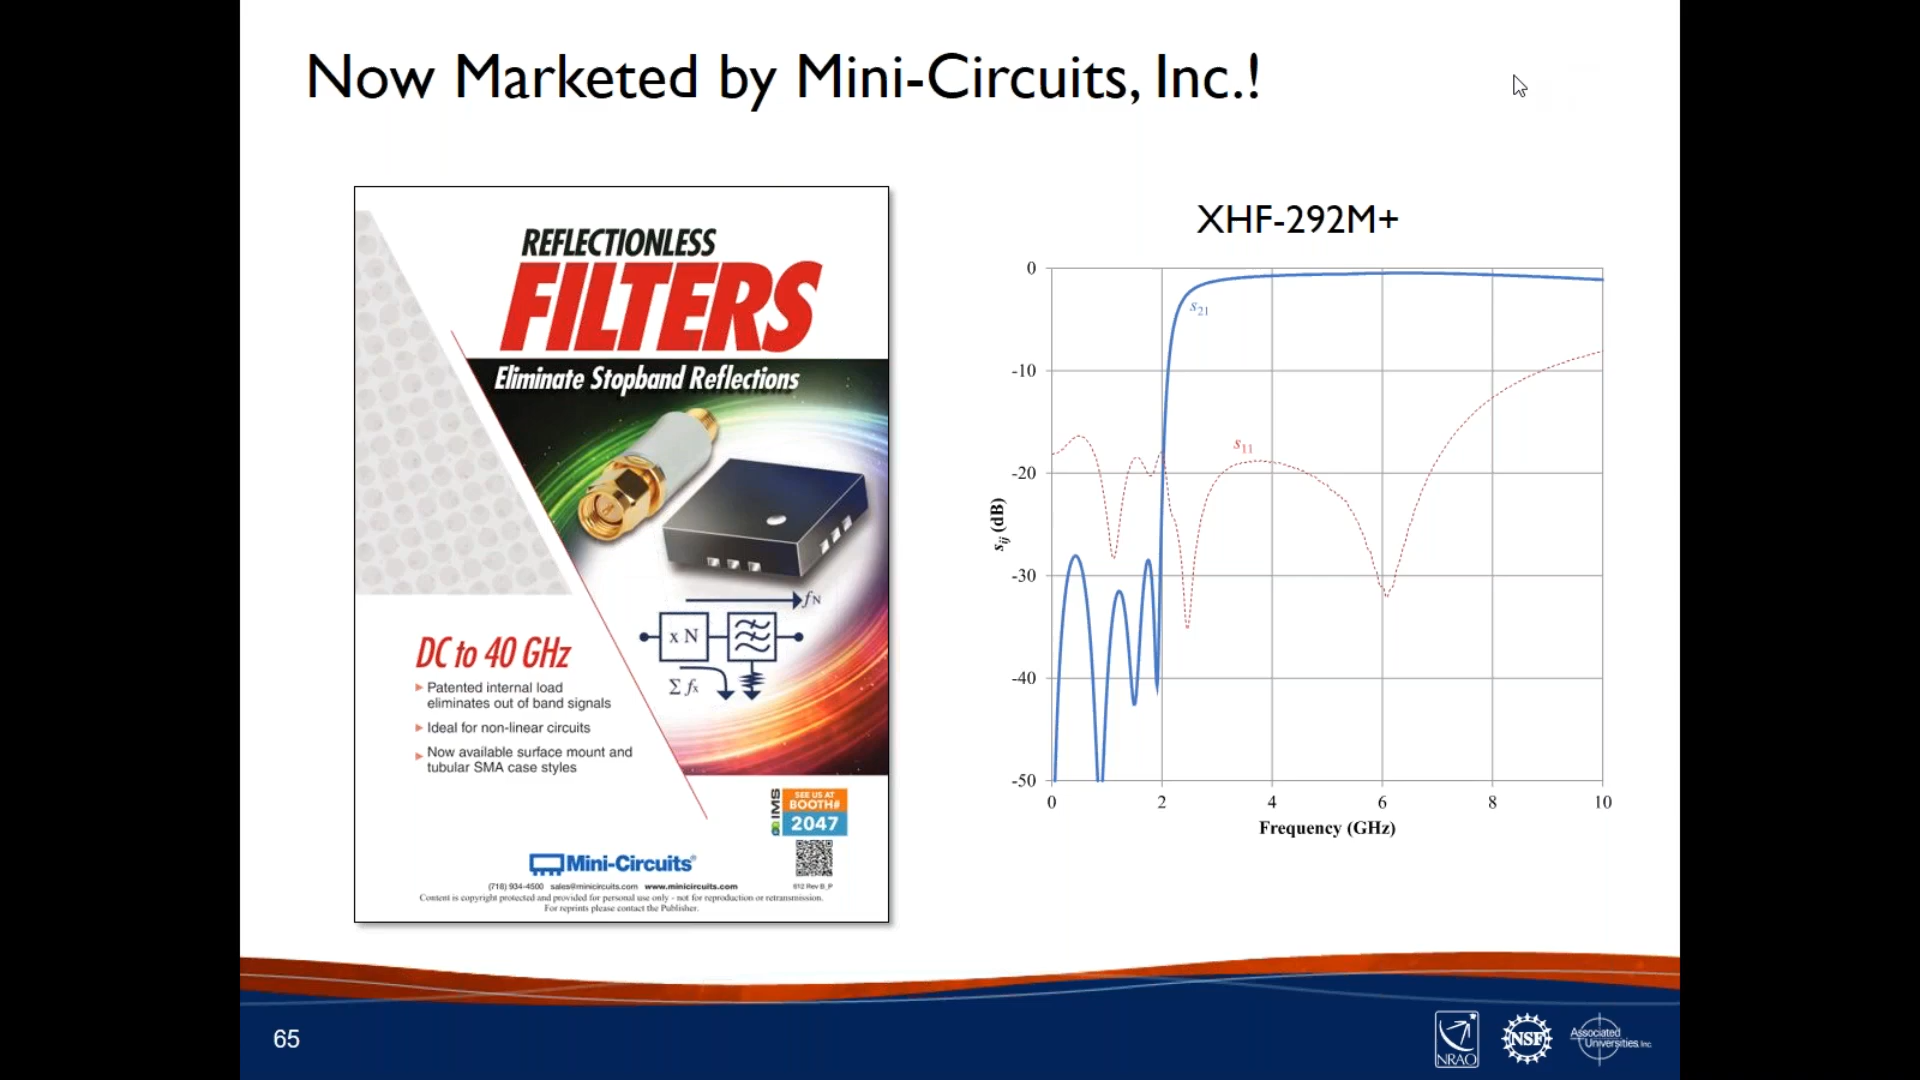 Now Marketed by Mini-Circuits, Inc.!
REFLECTIONLESS
FILTERS
Eliminate Stopband Reflections
fN
x N
Σ fx
DC to 40 GHz
Patented internal load
eliminates out of band signals
Ideal for non-linear circuits
Now available surface mount and
tubular SMA case styles
IMS
SEE US AT
BOOTH#
2047
Mini-Circuits®
(718) 934-4500 sales@minicircuits.com www.minicircuits.com
612 Rev B_P
Content is copyright protected and provided for personal use only - not for reproduction or retransmission.
For reprints please contact the Publisher.
XHF-292M+
0
-10
-20
-30
-40
-50
sij (dB)
s21
s11
0 2 4 6 8 10
Frequency (GHz)
65
NRAO
NSF
Associated
Universities, Inc.